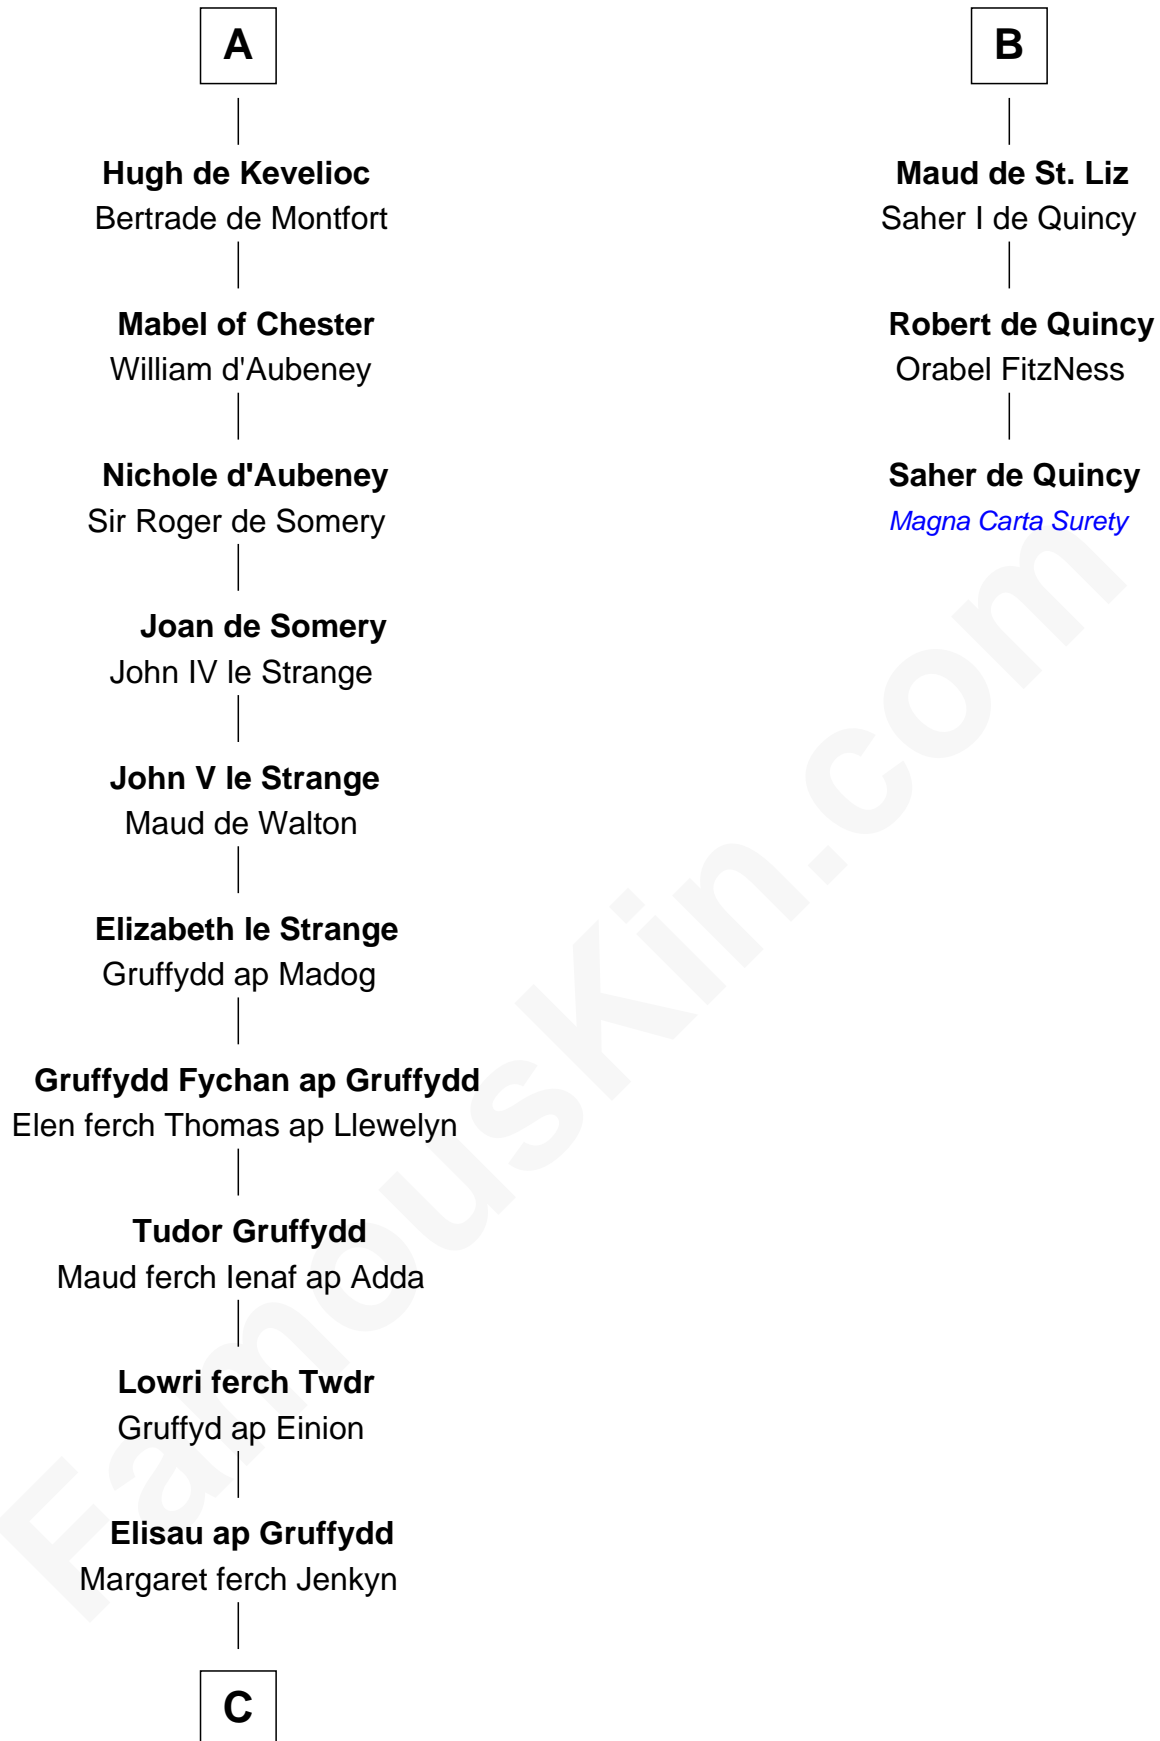 A
Hugh de Kevelioc
Bertrade de Montfort
Mabel of Chester
William d'Aubeney
Nichole d'Aubeney
Sir Roger de Somery
Joan de Somery
John IV le Strange
John V le Strange
Maud de Walton
Elizabeth le Strange
Gruffydd ap Madog
Gruffydd Fychan ap Gruffydd
Elen ferch Thomas ap Llewelyn
Tudor Gruffydd
Maud ferch Ienaf ap Adda
Lowri ferch Twdr
Gruffyd ap Einion
Elisau ap Gruffydd
Margaret ferch Jenkyn
C
B
Maud de St. Liz
Saher I de Quincy
Robert de Quincy
Orabel FitzNess
Saher de Quincy
Magna Carta Surety
FamousKin.com